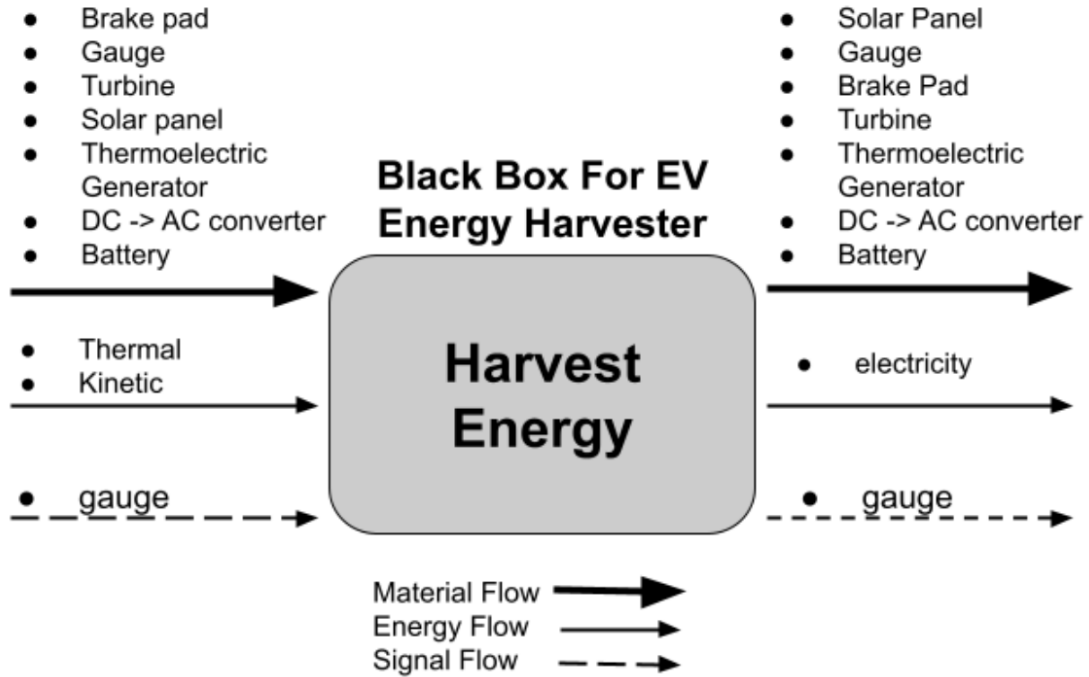 ● Brake pad
● Gauge
● Turbine
● Solar panel
● Thermoelectric
Generator
● DC -> AC converter
● Battery
● Thermal
● Kinetic
● gauge
Black Box For EV
Energy Harvester
Harvest
Energy
● Solar Panel
● Gauge
● Brake Pad
● Turbine
● Thermoelectric
Generator
● DC -> AC converter
● Battery
● electricity
● gauge
Material Flow
Energy Flow
Signal Flow